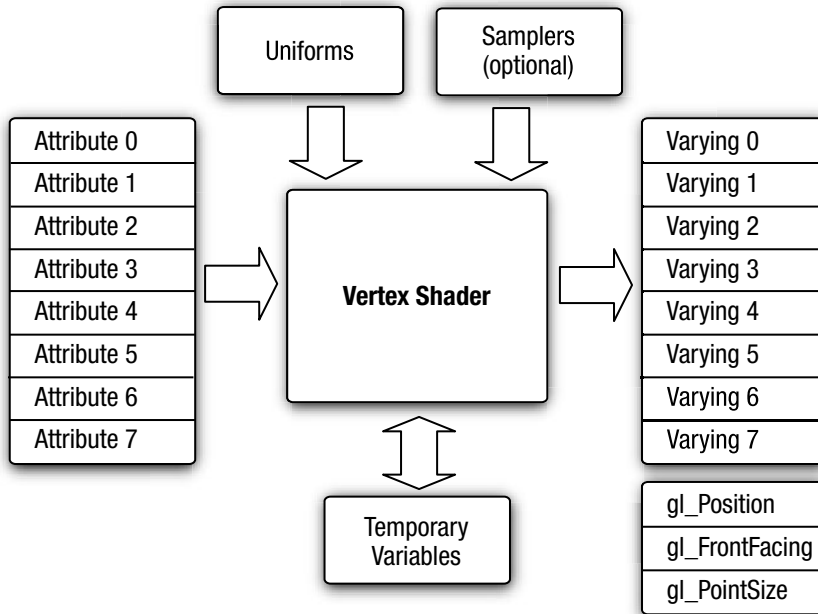 Uniforms
Samplers
(optional)
Attribute 0
Attribute 1
Attribute 2
Attribute 3
Attribute 4
Attribute 5
Attribute 6
Attribute 7
Vertex Shader
Varying 0
Varying 1
Varying 2
Varying 3
Varying 4
Varying 5
Varying 6
Varying 7
Temporary
Variables
gl_Position
gl_FrontFacing
gl_PointSize